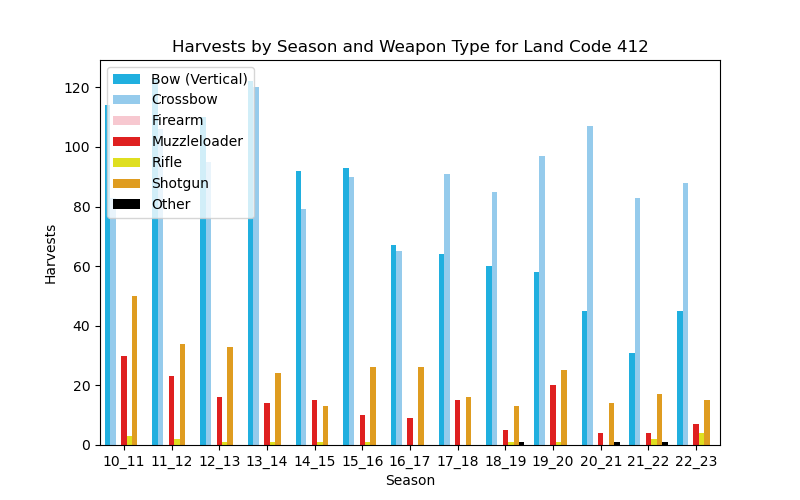 Harvests by Season and Weapon Type for Land Code 412
Harvests
120
100
80
60
40
20
0
Bow (Vertical)
Crossbow
Firearm
Muzzleloader
Rifle
Shotgun
Other
10_11 11_12 12_13 13_14 14_15 15_16 16_17 17_18 18_19 19_20 20_21 21_22 22_23
Season